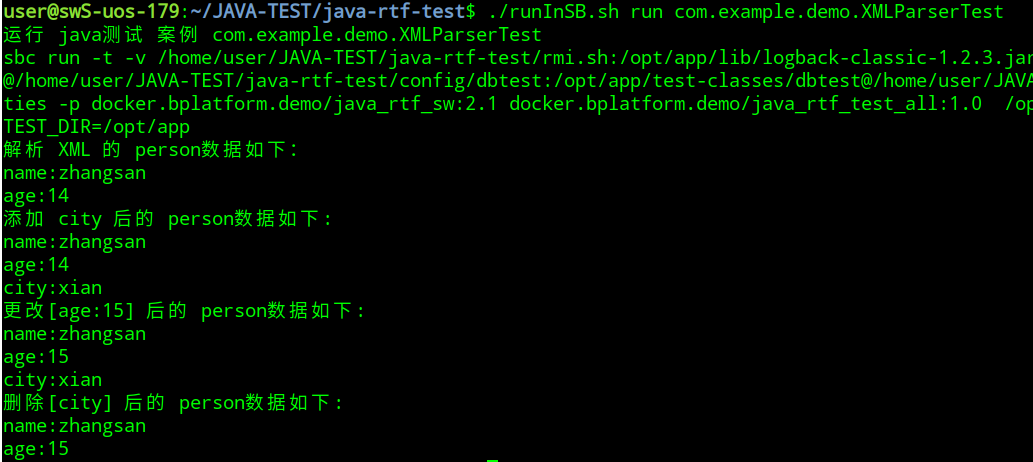 user@swS-uos-179:~/JAVA-TEST/java-rtf-test$ ./runInSB.sh run com.example.demo.XMLParserTest
运行 java测试 案例 com.example.demo.XMLParserTest
sbc run -t -v /home/user/JAVA-TEST/java-rtf-test/rmi.sh:/opt/app/lib/logback-classic-1.2.3.jar
@/home/user/JAVA-TEST/java-rtf-test/config/dbtest:/opt/app/test-classes/dbtest@/home/user/JAVA
ties -p docker.bplatform.demo/java_rtf_sw:2.1 docker.bplatform.demo/java_rtf_test_all:1.0  /op
TEST_DIR=/opt/app
解析 XML 的 person数据如下:
name:zhangsan
age:14
添加 city 后的 person数据如下:
name:zhangsan
age:14
city:xian
更改[age:15] 后的 person数据如下:
name:zhangsan
age:15
city:xian
删除[city] 后的 person数据如下:
name:zhangsan
age:15